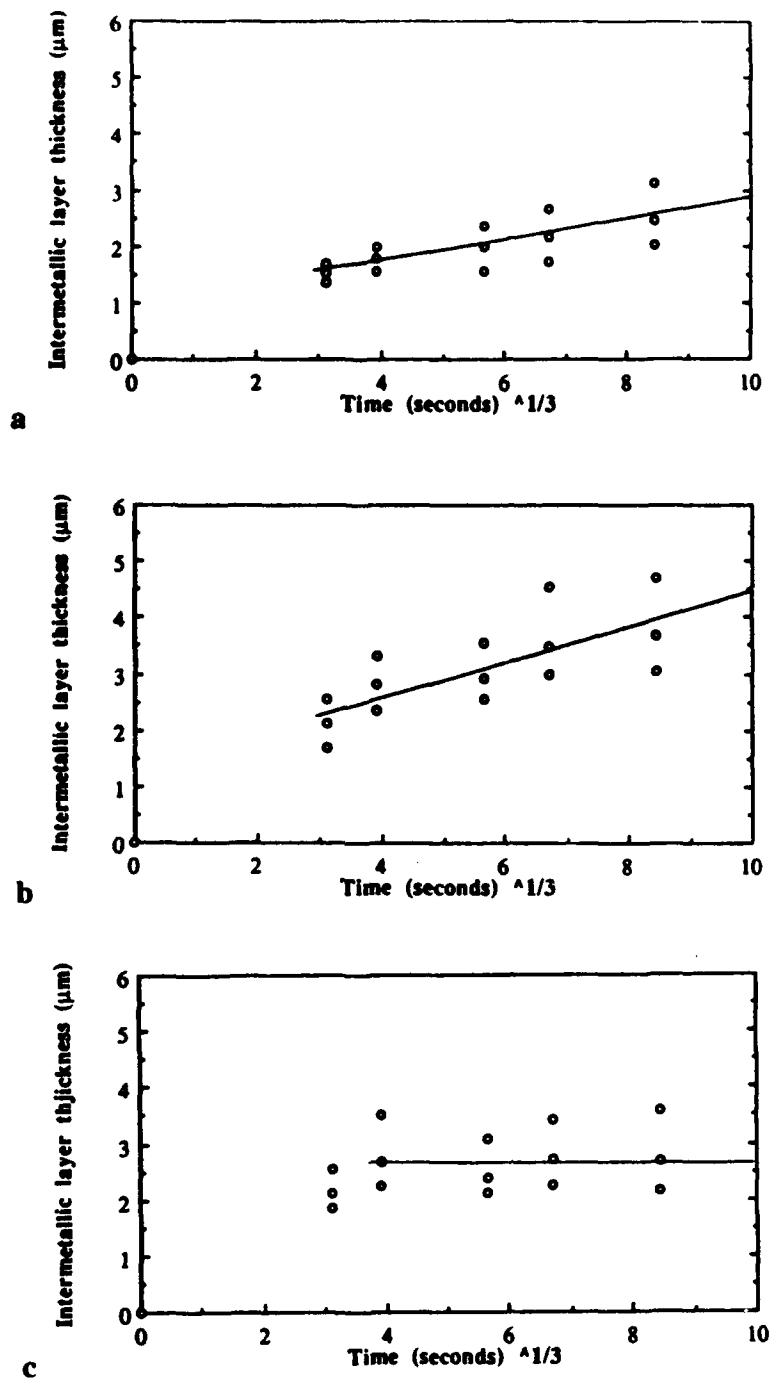 Intermetallic layer thickness (μm)
6
5
4
3
2
1
0
0 2 4 6 8 10
Time (seconds) ^1/3
a
Intermetallic layer thickness (μm)
6
5
4
3
2
1
0
0 2 4 6 8 10
Time (seconds) ^1/3
b
Intermetallic layer thjickness (μm)
6
5
4
3
2
1
0
0 2 4 6 8 10
Time (seconds) ^1/3
c